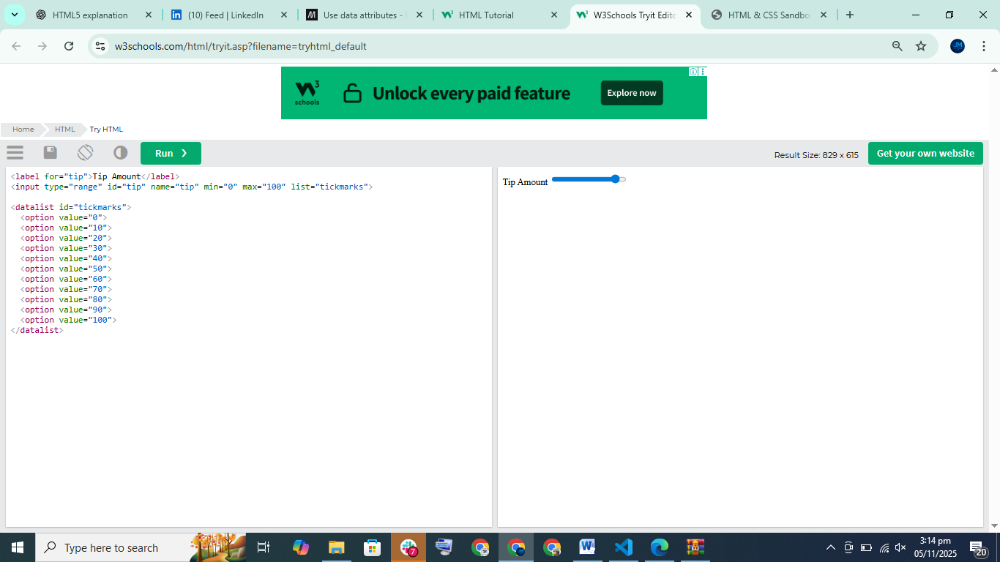 HTML5 explanation
(10) Feed | LinkedIn
Use data attributes -
HTML Tutorial
W3Schools Tryit Edito
HTML & CSS Sandbo
w3schools.com/html/tryit.asp?filename=tryhtml_default
JM
W3
schools
Unlock every paid feature
Explore now
Home
HTML
Try HTML
Run ❯
Result Size: 829 x 615
Get your own website
<label for="tip">Tip Amount</label>
<input type="range" id="tip" name="tip" min="0" max="100" list="tickmarks">
<datalist id="tickmarks">
<option value="0">
<option value="10">
<option value="20">
<option value="30">
<option value="40">
<option value="50">
<option value="60">
<option value="70">
<option value="80">
<option value="90">
<option value="100">
</datalist>
Tip Amount
Type here to search
7
3:14 pm
05/11/2025
20